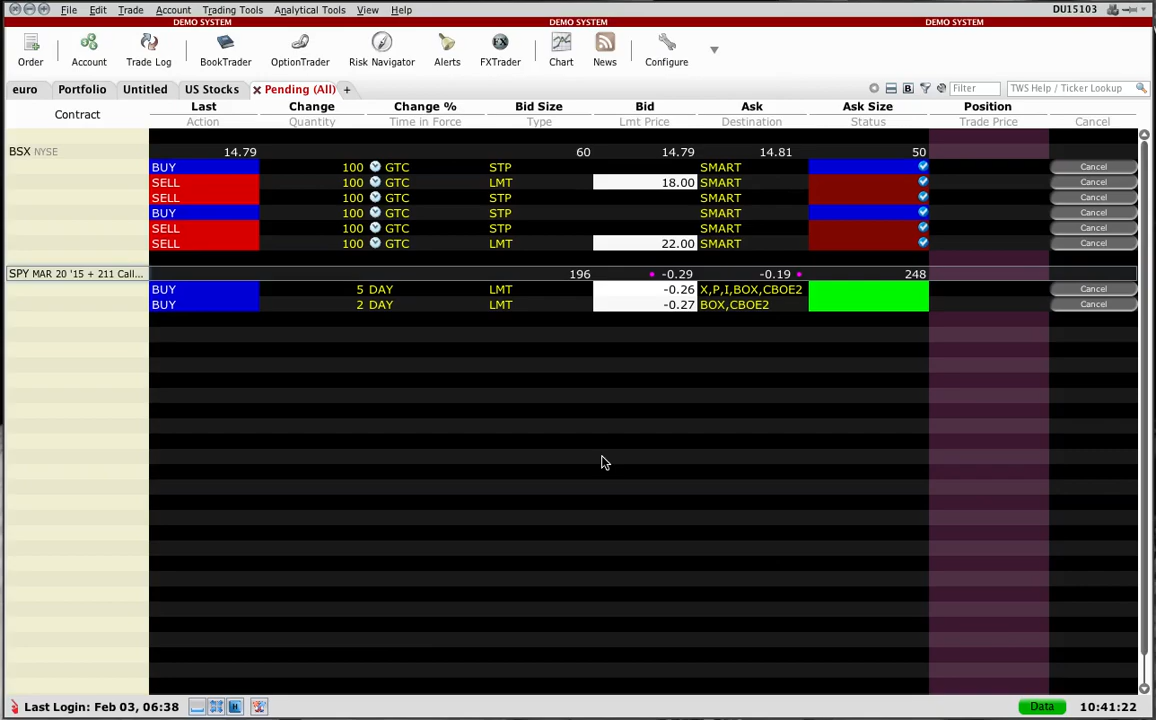 File Edit Trade Account Trading Tools Analytical Tools View Help DU15103
DEMO SYSTEM DEMO SYSTEM DEMO SYSTEM
Order Account Trade Log BookTrader OptionTrader Risk Navigator Alerts FXTrader Chart News Configure
euro Portfolio Untitled US Stocks Pending (All) + B Filter TWS Help / Ticker Lookup
Contract Last Change Change % Bid Size Bid Ask Ask Size Position
Action Quantity Time in Force Type Lmt Price Destination Status Trade Price Cancel
BSX NYSE 14.79 60 14.79 14.81 50
BUY 100 GTC STP SMART Cancel
SELL 100 GTC LMT 18.00 SMART Cancel
SELL 100 GTC STP SMART Cancel
BUY 100 GTC STP SMART Cancel
SELL 100 GTC STP SMART Cancel
SELL 100 GTC LMT 22.00 SMART Cancel
SPY MAR 20 '15 + 211 Call... 196 -0.29 -0.19 248
BUY 5 DAY LMT -0.26 X,P,I,BOX,CBOE2 Cancel
BUY 2 DAY LMT -0.27 BOX,CBOE2 Cancel
Last Login: Feb 03, 06:38 Data 10:41:22